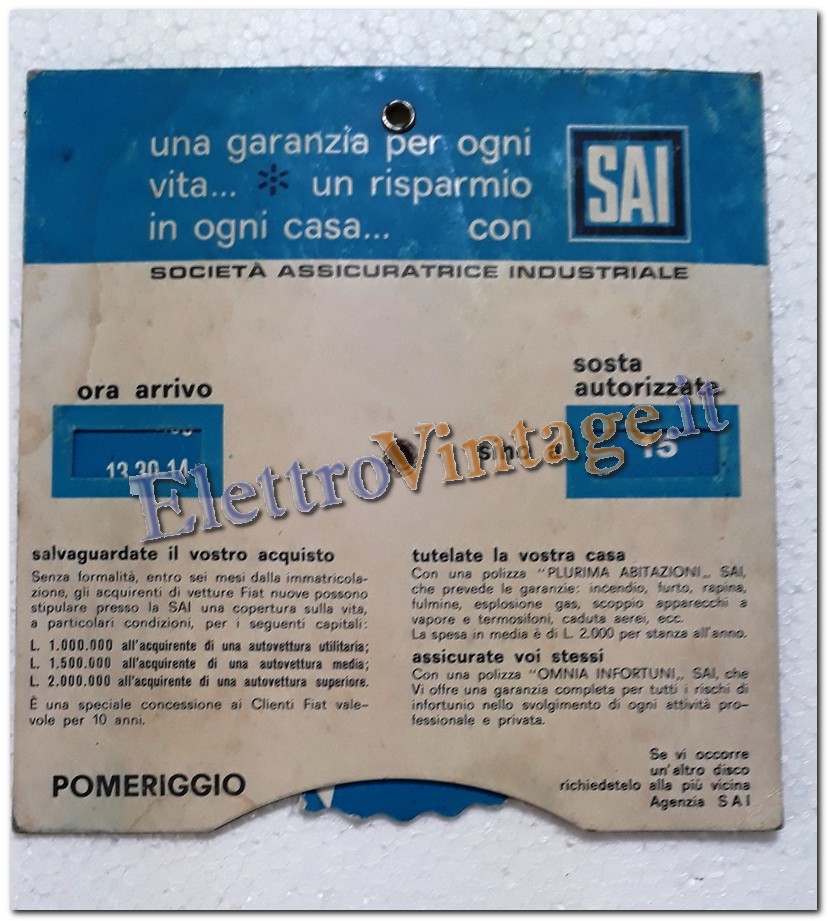 una garanzia per ogni
vita... * un risparmio
in ogni casa... con
SAI
SOCIETÀ ASSICURATRICE INDUSTRIALE
ora arrivo
sosta
autorizzata
13.30-14
sino
15
ElettroVintage.it
salvaguardate il vostro acquisto
Senza formalità, entro sei mesi dalla immatricola-
zione, gli acquirenti di vetture Fiat nuove possono
stipulare presso la SAI una copertura sulla vita,
a particolari condizioni, per i seguenti capitali:
L. 1.000.000 all'acquirente di una autovettura utilitaria;
L. 1.500.000 all'acquirente di una autovettura media;
L. 2.000.000 all'acquirente di una autovettura superiore.
È una speciale concessione ai Clienti Fiat vale-
vole per 10 anni.
tutelate la vostra casa
Con una polizza "PLURIMA ABITAZIONI„ SAI,
che prevede le garanzie: incendio, furto, rapina,
fulmine, esplosione gas, scoppio apparecchi a
vapore e termosifoni, caduta aerei, ecc.
La spesa in media è di L. 2.000 per stanza all'anno.
assicurate voi stessi
Con una polizza "OMNIA INFORTUNI„ SAI, che
Vi offre una garanzia completa per tutti i rischi di
infortunio nello svolgimento di ogni attività pro-
fessionale e privata.
POMERIGGIO
Se vi occorre
un'altro disco
richiedetelo alla più vicina
Agenzia SAI